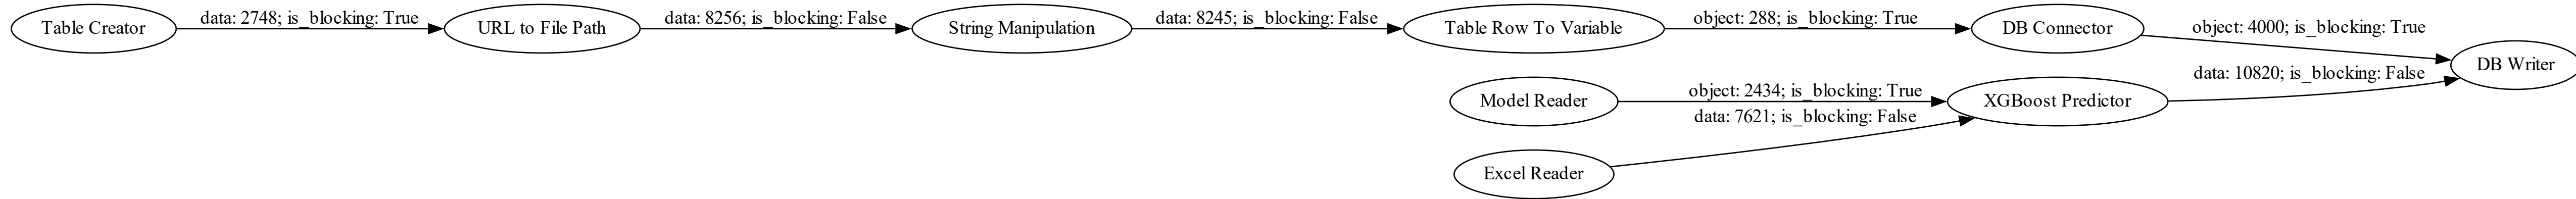 Table Creator
data: 2748; is_blocking: True
URL to File Path
data: 8256; is_blocking: False
String Manipulation
data: 8245; is_blocking: False
Table Row To Variable
object: 288; is_blocking: True
DB Connector
object: 4000; is_blocking: True
DB Writer
Model Reader
object: 2434; is_blocking: True
XGBoost Predictor
data: 10820; is_blocking: False
data: 7621; is_blocking: False
Excel Reader